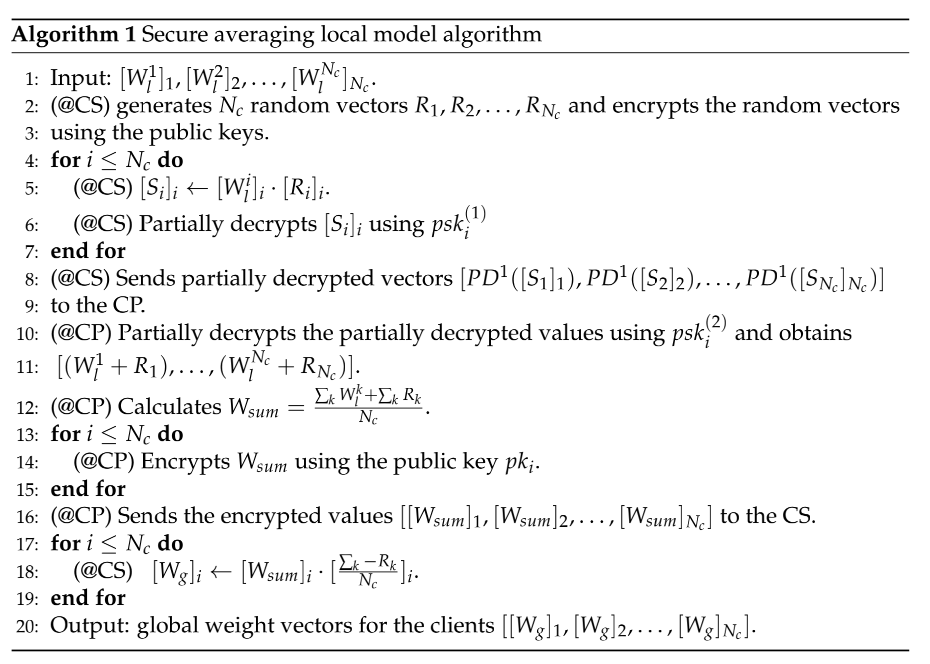 Algorithm 1 Secure averaging local model algorithm
1: Input: $[W_l^1]_1, [W_l^2]_2, \ldots, [W_l^{N_c}]_{N_c}$.
2: (@CS) generates $N_c$ random vectors $R_1, R_2, \ldots, R_{N_c}$ and encrypts the random vectors
3: using the public keys.
4: for $i \leq N_c$ do
5: (@CS) $[S_i]_i \leftarrow [W_l^i]_i \cdot [R_i]_i$.
6: (@CS) Partially decrypts $[S_i]_i$ using $psk_i^{(1)}$
7: end for
8: (@CS) Sends partially decrypted vectors $[PD^1([S_1]_1), PD^1([S_2]_2), \ldots, PD^1([S_{N_c}]_{N_c})]$
9: to the CP.
10: (@CP) Partially decrypts the partially decrypted values using $psk_i^{(2)}$ and obtains
11: $[(W_l^1 + R_1), \ldots, (W_l^{N_c} + R_{N_c})]$.
12: (@CP) Calculates $W_{sum} = \frac{\sum_k W_l^k + \sum_k R_k}{N_c}$.
13: for $i \leq N_c$ do
14: (@CP) Encrypts $W_{sum}$ using the public key $pk_i$.
15: end for
16: (@CP) Sends the encrypted values $[[W_{sum}]_1, [W_{sum}]_2, \ldots, [W_{sum}]_{N_c}]$ to the CS.
17: for $i \leq N_c$ do
18: (@CS) $[W_g]_i \leftarrow [W_{sum}]_i \cdot [\frac{\sum_k -R_k}{N_c}]_i$.
19: end for
20: Output: global weight vectors for the clients $[[W_g]_1, [W_g]_2, \ldots, [W_g]_{N_c}]$.